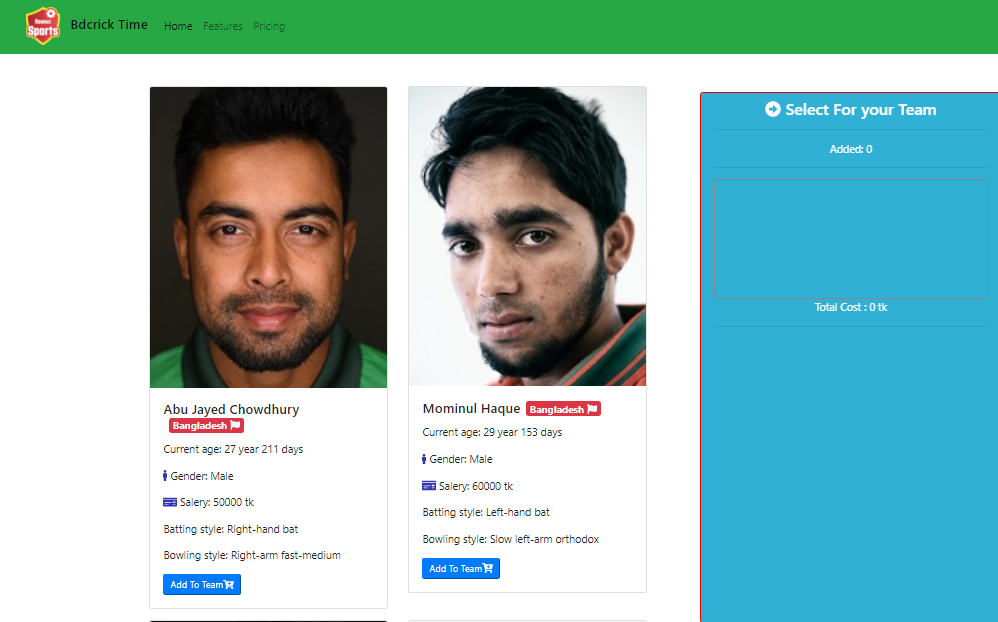 Roomii
Sports
Bdcrick Time
Home
Features
Pricing
Abu Jayed Chowdhury
Bangladesh
Current age: 27 year 211 days
Gender: Male
Salery: 50000 tk
Batting style: Right-hand bat
Bowling style: Right-arm fast-medium
Add To Team
Mominul Haque Bangladesh
Current age: 29 year 153 days
Gender: Male
Salery: 60000 tk
Batting style: Left-hand bat
Bowling style: Slow left-arm orthodox
Add To Team
Select For your Team
Added: 0
Total Cost : 0 tk